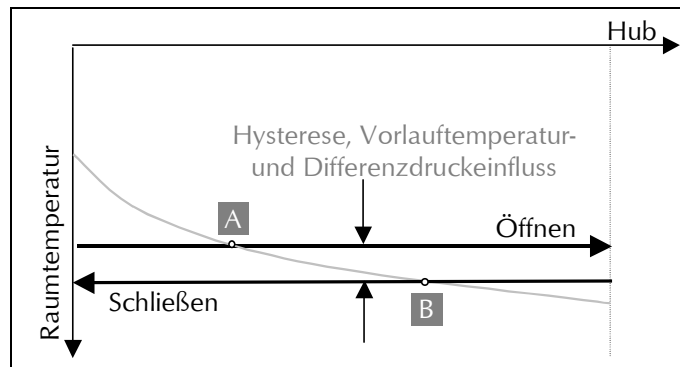 Hub
Hysterese, Vorlauftemperatur-
und Differenzdruckeinfluss
Raumtemperatur
A
Öffnen
Schließen
B